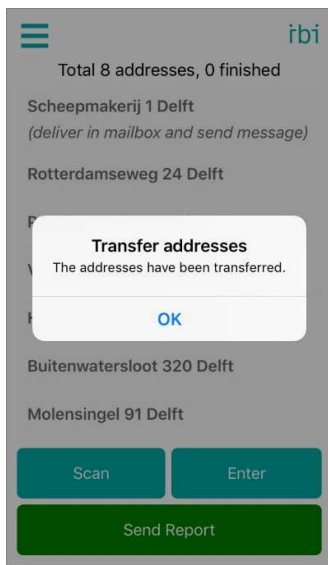 rbi
Total 8 addresses, 0 finished
Scheepmakerij 1 Delft
(deliver in mailbox and send message)
Rotterdamseweg 24 Delft
Transfer addresses
The addresses have been transferred.
OK
Buitenwatersloot 320 Delft
Molensingel 91 Delft
Scan
Enter
Send Report